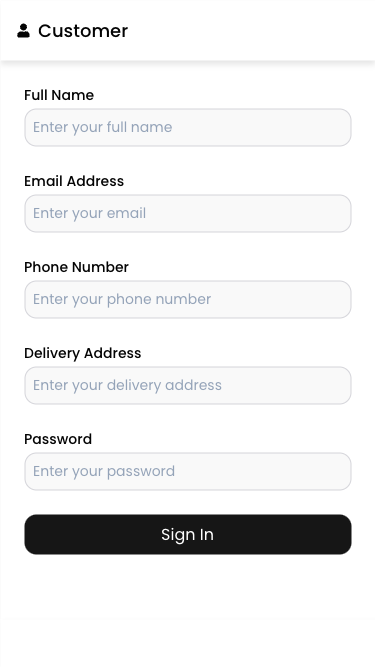 Customer
Full Name
Enter your full name
Email Address
Enter your email
Phone Number
Enter your phone number
Delivery Address
Enter your delivery address
Password
Enter your password
Sign In